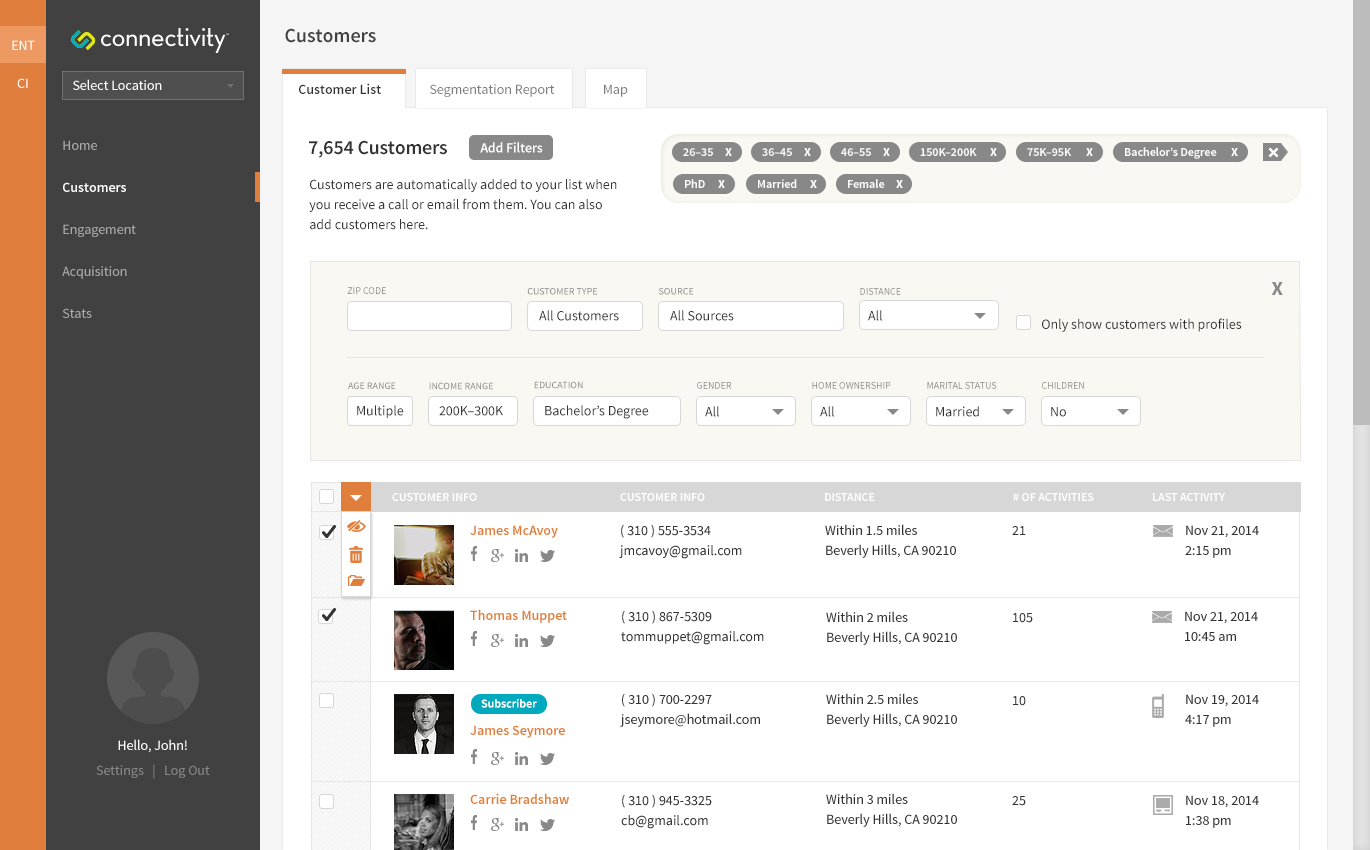 ENT
CI
connectivity™
Select Location
Home
Customers
Engagement
Acquisition
Stats
Hello, John!
Settings | Log Out
Customers
Customer List
Segmentation Report
Map
7,654 Customers
Add Filters
Customers are automatically added to your list when
you receive a call or email from them. You can also
add customers here.
26–35 X 36–45 X 46–55 X 150K–200K X 75K–95K X Bachelor's Degree X
PhD X Married X Female X
X
ZIP CODE CUSTOMER TYPE SOURCE DISTANCE
All Customers All Sources All Only show customers with profiles
AGE RANGE INCOME RANGE EDUCATION GENDER HOME OWNERSHIP MARITAL STATUS CHILDREN
Multiple 200K–300K Bachelor's Degree All All Married No
CUSTOMER INFO CUSTOMER INFO DISTANCE # OF ACTIVITIES LAST ACTIVITY
James McAvoy ( 310 ) 555-3534 Within 1.5 miles 21 Nov 21, 2014
jmcavoy@gmail.com Beverly Hills, CA 90210 2:15 pm
Thomas Muppet ( 310 ) 867-5309 Within 2 miles 105 Nov 21, 2014
tommuppet@gmail.com Beverly Hills, CA 90210 10:45 am
Subscriber ( 310 ) 700-2297 Within 2.5 miles 10 Nov 19, 2014
James Seymore jseymore@hotmail.com Beverly Hills, CA 90210 4:17 pm
Carrie Bradshaw ( 310 ) 945-3325 Within 3 miles 25 Nov 18, 2014
cb@gmail.com Beverly Hills, CA 90210 1:38 pm